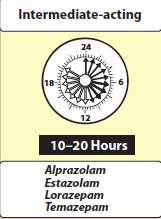 Intermediate-acting
24
18 6
12
10–20 Hours
Alprazolam
Estazolam
Lorazepam
Temazepam